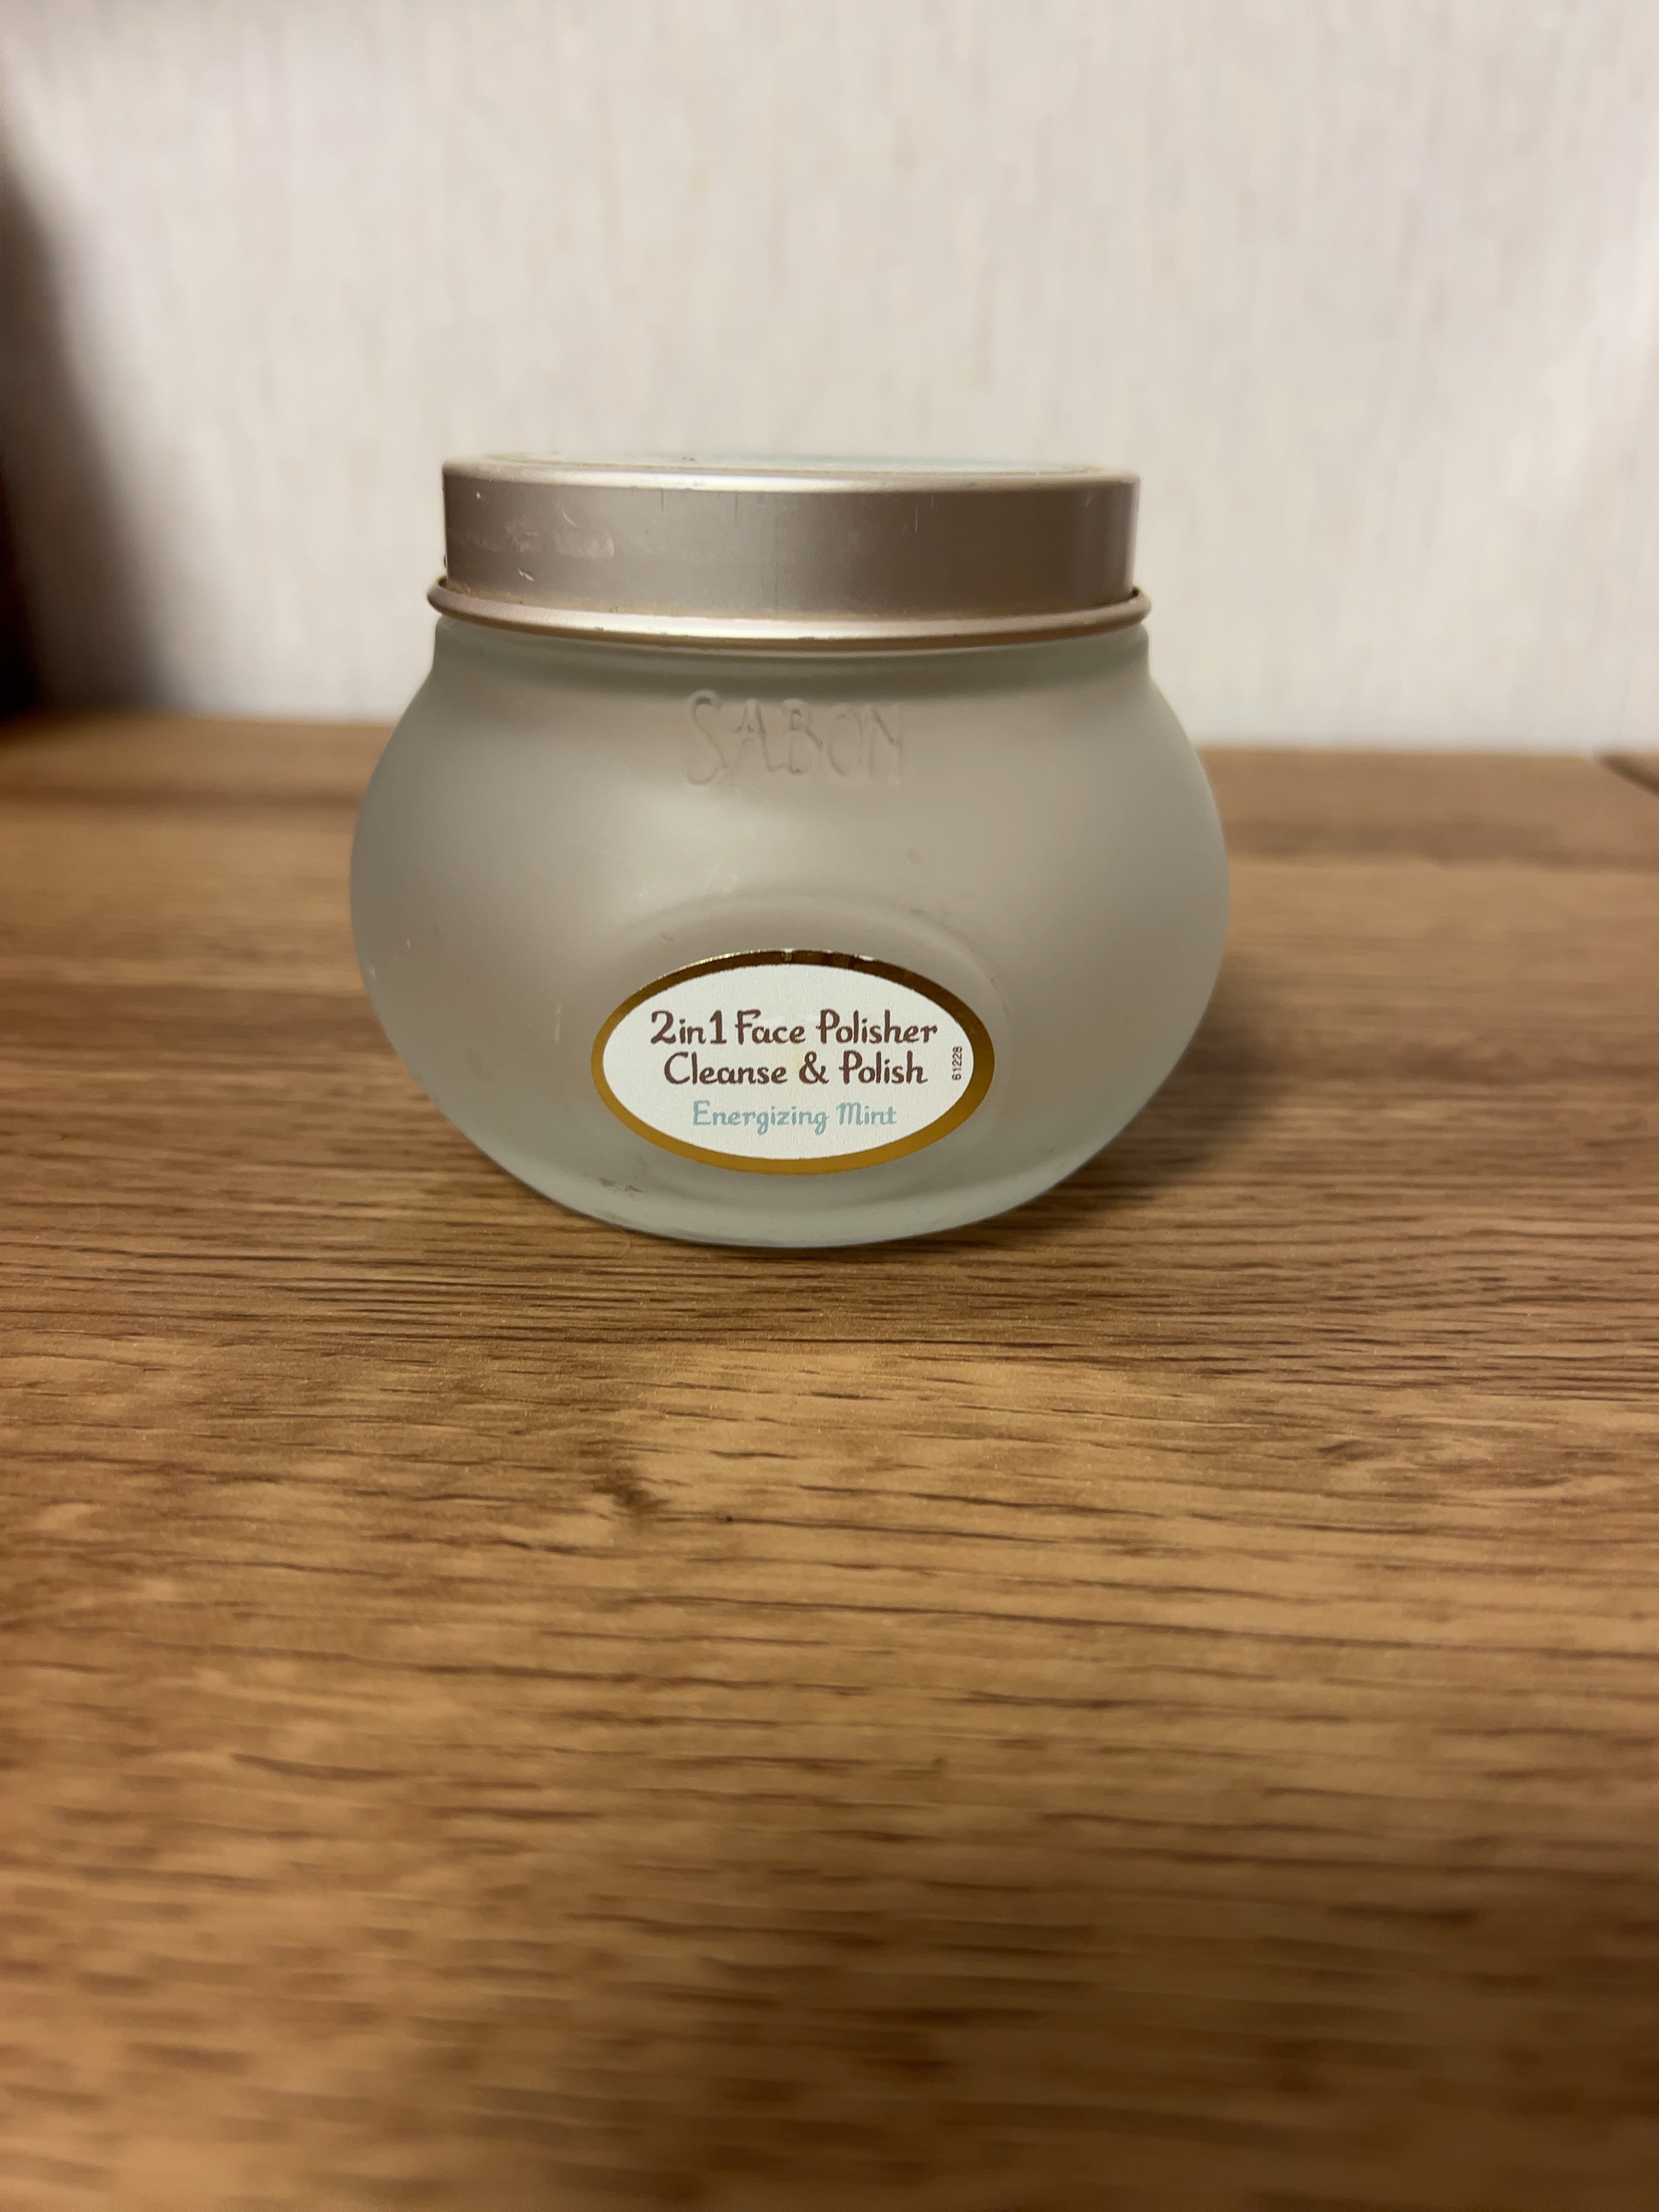 SABON
2in1 Face Polisher
Cleanse & Polish
61228
Energizing Mint